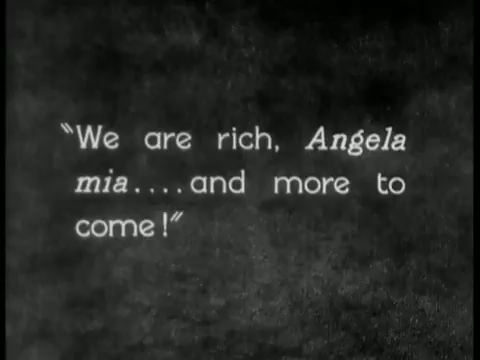 "We are rich, Angela
mia....and more to
come!"